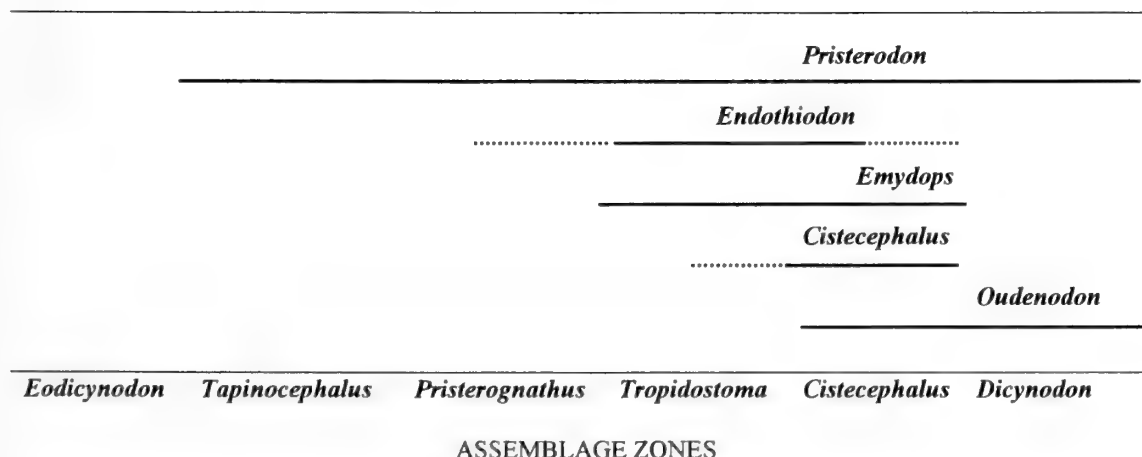 Pristerodon
Endothiodon
Emydops
Cistecephalus
Oudenodon
Eodicynodon Tapinocephalus Pristerognathus Tropidostoma Cistecephalus Dicynodon
ASSEMBLAGE ZONES